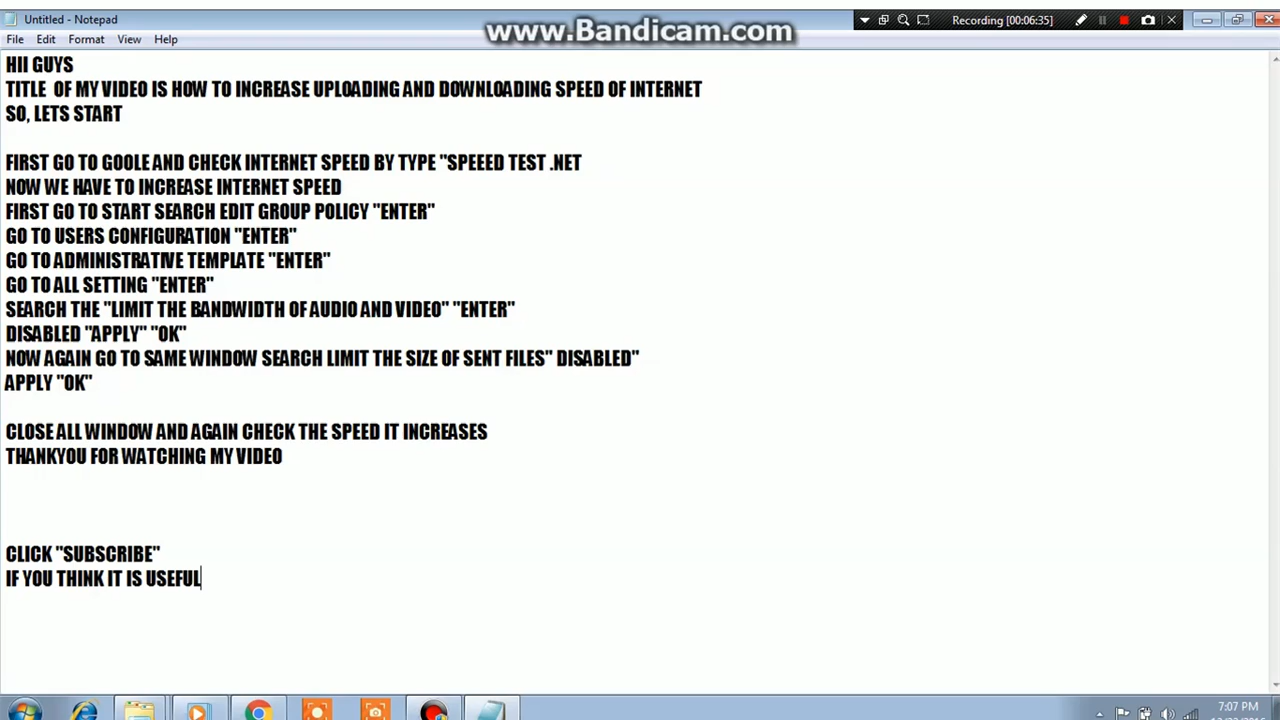 Untitled - Notepad
www.Bandicam.com
Recording [00:06:35]
File Edit Format View Help
HII GUYS
TITLE OF MY VIDEO IS HOW TO INCREASE UPLOADING AND DOWNLOADING SPEED OF INTERNET
SO, LETS START
FIRST GO TO GOOLE AND CHECK INTERNET SPEED BY TYPE "SPEEED TEST .NET
NOW WE HAVE TO INCREASE INTERNET SPEED
FIRST GO TO START SEARCH EDIT GROUP POLICY "ENTER"
GO TO USERS CONFIGURATION "ENTER"
GO TO ADMINISTRATIVE TEMPLATE "ENTER"
GO TO ALL SETTING "ENTER"
SEARCH THE "LIMIT THE BANDWIDTH OF AUDIO AND VIDEO" "ENTER"
DISABLED "APPLY" "OK"
NOW AGAIN GO TO SAME WINDOW SEARCH LIMIT THE SIZE OF SENT FILES" DISABLED"
APPLY "OK"
CLOSE ALL WINDOW AND AGAIN CHECK THE SPEED IT INCREASES
THANKYOU FOR WATCHING MY VIDEO
CLICK "SUBSCRIBE"
IF YOU THINK IT IS USEFUL
7:07 PM